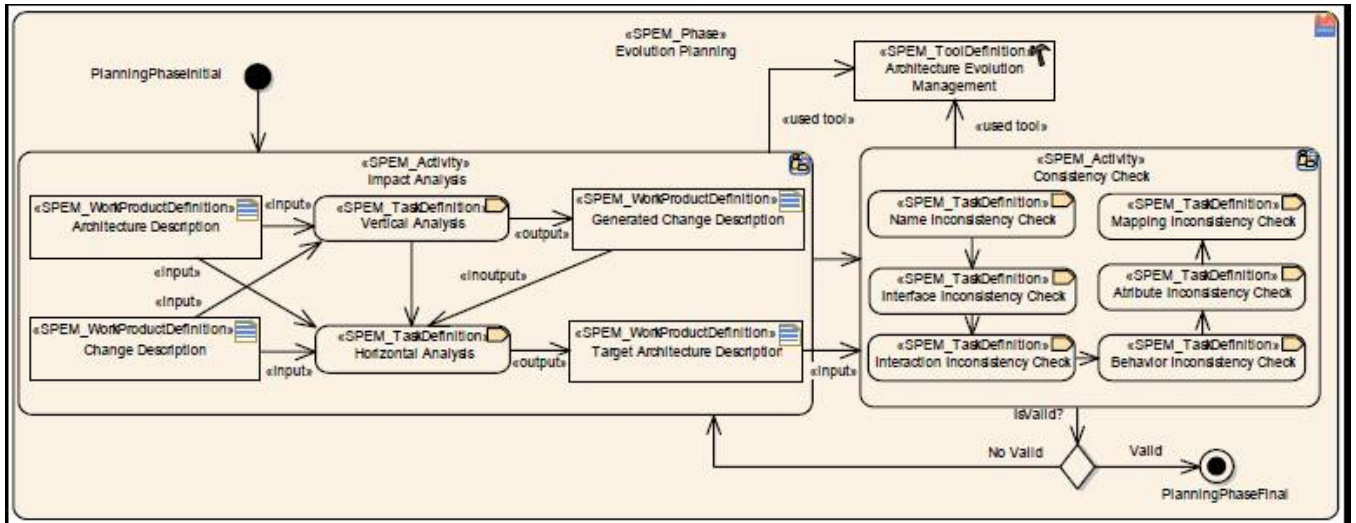 «SPEM_Phase»
Evolution Planning
PlanningPhaseInitial
«SPEM_ToolDefinition»
Architecture Evolution
Management
«used tool»
«used tool»
«SPEM_Activity»
Impact Analysis
«SPEM_WorkProductDefinition»
Architecture Description
«input»
«SPEM_TaskDefinition»
Vertical Analysis
«output»
«SPEM_WorkProductDefinition»
Generated Change Description
«input»
«input»
«inoutput»
«SPEM_WorkProductDefinition»
Change Description
«input»
«SPEM_TaskDefinition»
Horizontal Analysis
«output»
«SPEM_WorkProductDefinition»
Target Architecture Description
«input»
«SPEM_Activity»
Consistency Check
«SPEM_TaskDefinition»
Name Inconsistency Check
«SPEM_TaskDefinition»
Mapping Inconsistency Check
«SPEM_TaskDefinition»
Interface Inconsistency Check
«SPEM_TaskDefinition»
Atribute Inconsistency Check
«SPEM_TaskDefinition»
Interaction Inconsistency Check
«SPEM_TaskDefinition»
Behavior Inconsistency Check
IsValid?
No Valid
Valid
PlanningPhaseFinal